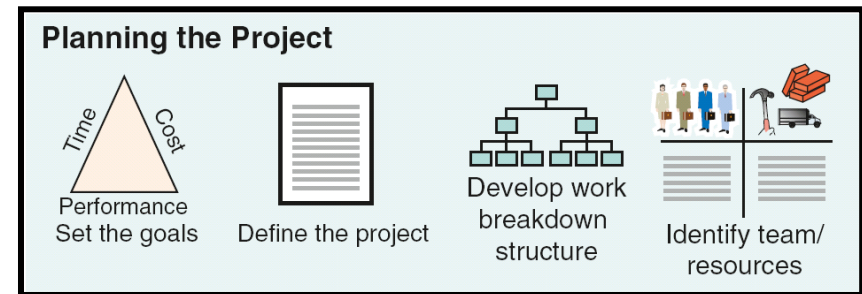 Planning the Project
Time
Cost
Performance
Set the goals
Define the project
Develop work
breakdown
structure
Identify team/
resources